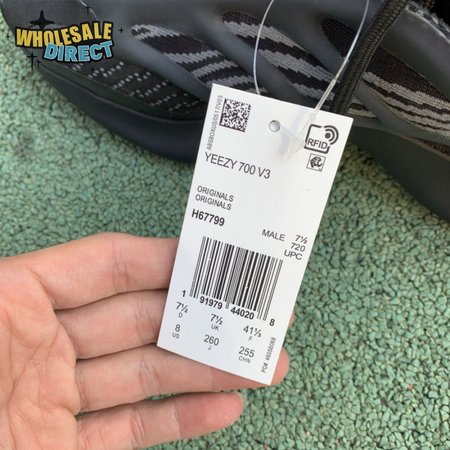 WHOLESALE
DIRECT
RFID
YEEZY 700 V3
ORIGINALS
ORIGINALS
H67799
MALE 7½
720
UPC
1 91979 44020 8
7½ 7½ 41⅓
D UK F
8 260 255
US J CHN